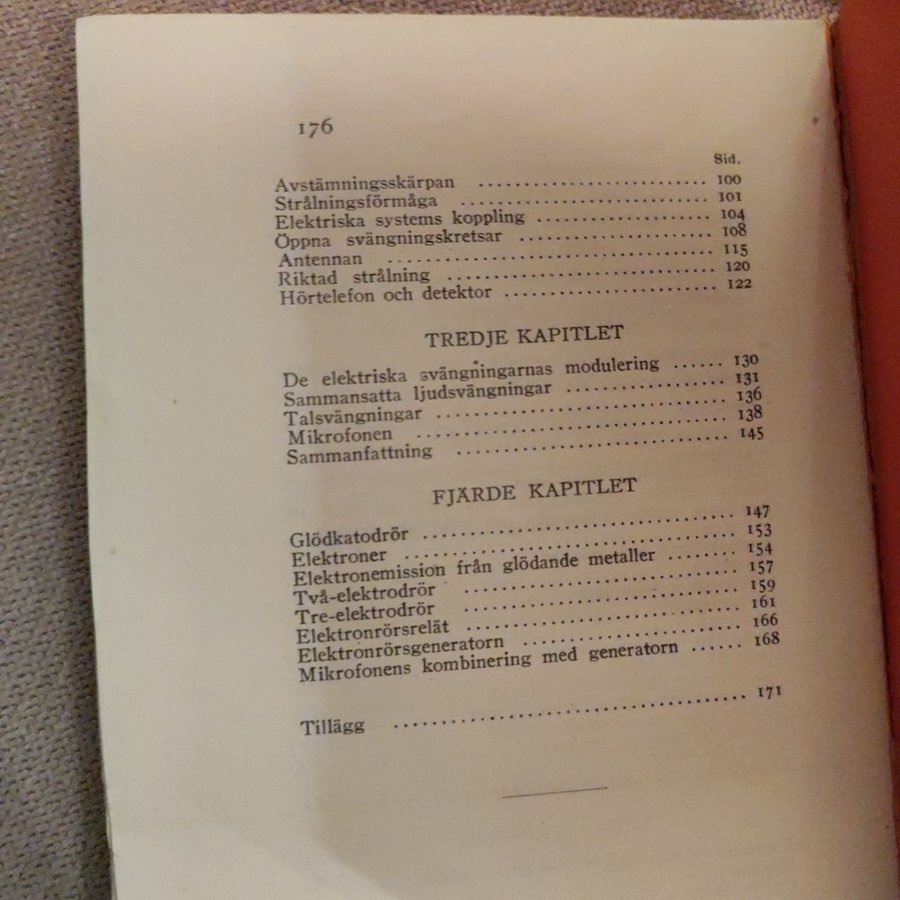 176
Sid.
Avstämningsskärpan ........................... 100
Strålningsförmåga ............................. 101
Elektriska systems koppling .................... 104
Öppna svängningskretsar ....................... 108
Antennan ...................................... 115
Riktad strålning ............................... 120
Hörtelefon och detektor ......................... 122
TREDJE KAPITLET
De elektriska svängningarnas modulering ...... 130
Sammansatta ljudsvängningar ................... 131
Talsvängningar ................................. 136
Mikrofonen .................................... 138
Sammanfattning ................................ 145
FJÄRDE KAPITLET
Glödkatodrör .................................. 147
Elektroner ..................................... 153
Elektronemission från glödande metaller ........ 154
Två-elektrodrör ................................ 157
Tre-elektrodrör ................................ 159
Elektronrörsrelät ............................... 161
Elektronrörsgeneratorn .......................... 166
Mikrofonens kombinering med generatorn ...... 168
Tillägg ........................................ 171